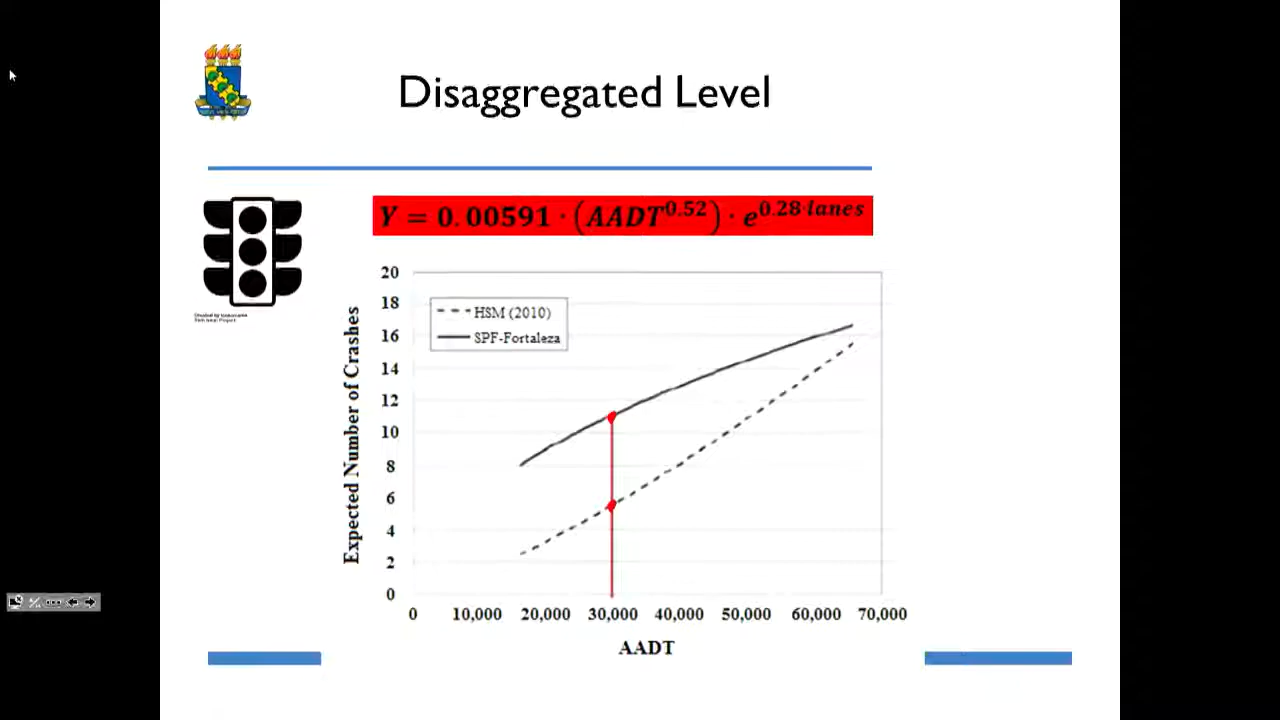 Disaggregated Level
Y = 0.00591 · (AADT^0.52) · e^0.28·lanes
20
18
16
14
12
10
8
6
4
2
0
HSM (2010)
SPF-Fortaleza
Expected Number of Crashes
0 10,000 20,000 30,000 40,000 50,000 60,000 70,000
AADT